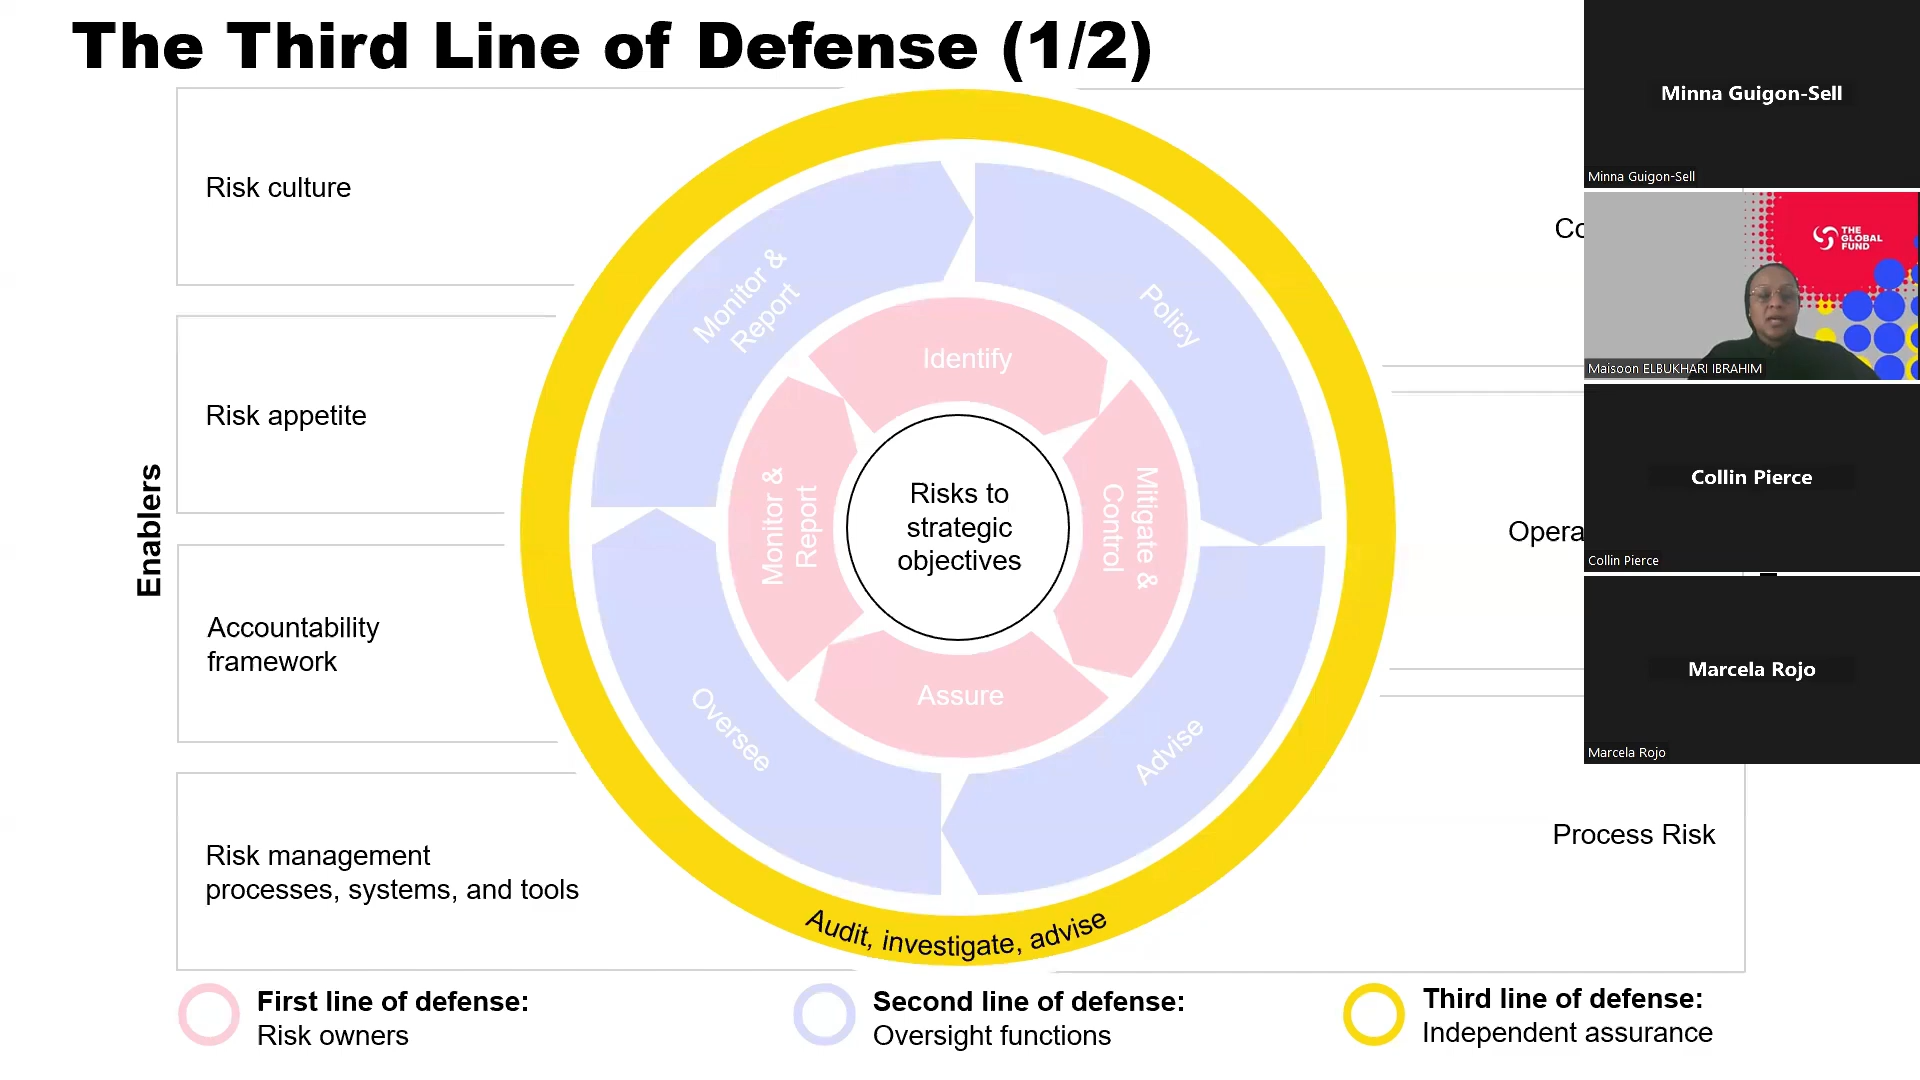 The Third Line of Defense (1/2)
Enablers
Risk culture
Risk appetite
Accountability
framework
Risk management
processes, systems, and tools
Monitor &
Report
Policy
Advise
Oversee
Identify
Mitigate &
Control
Assure
Monitor &
Report
Risks to
strategic
objectives
Audit, investigate, advise
Process Risk
First line of defense:
Risk owners
Second line of defense:
Oversight functions
Third line of defense:
Independent assurance
Minna Guigon-Sell
Minna Guigon-Sell
THE
GLOBAL
FUND
Maisoon ELBUKHARI IBRAHIM
Collin Pierce
Collin Pierce
Marcela Rojo
Marcela Rojo